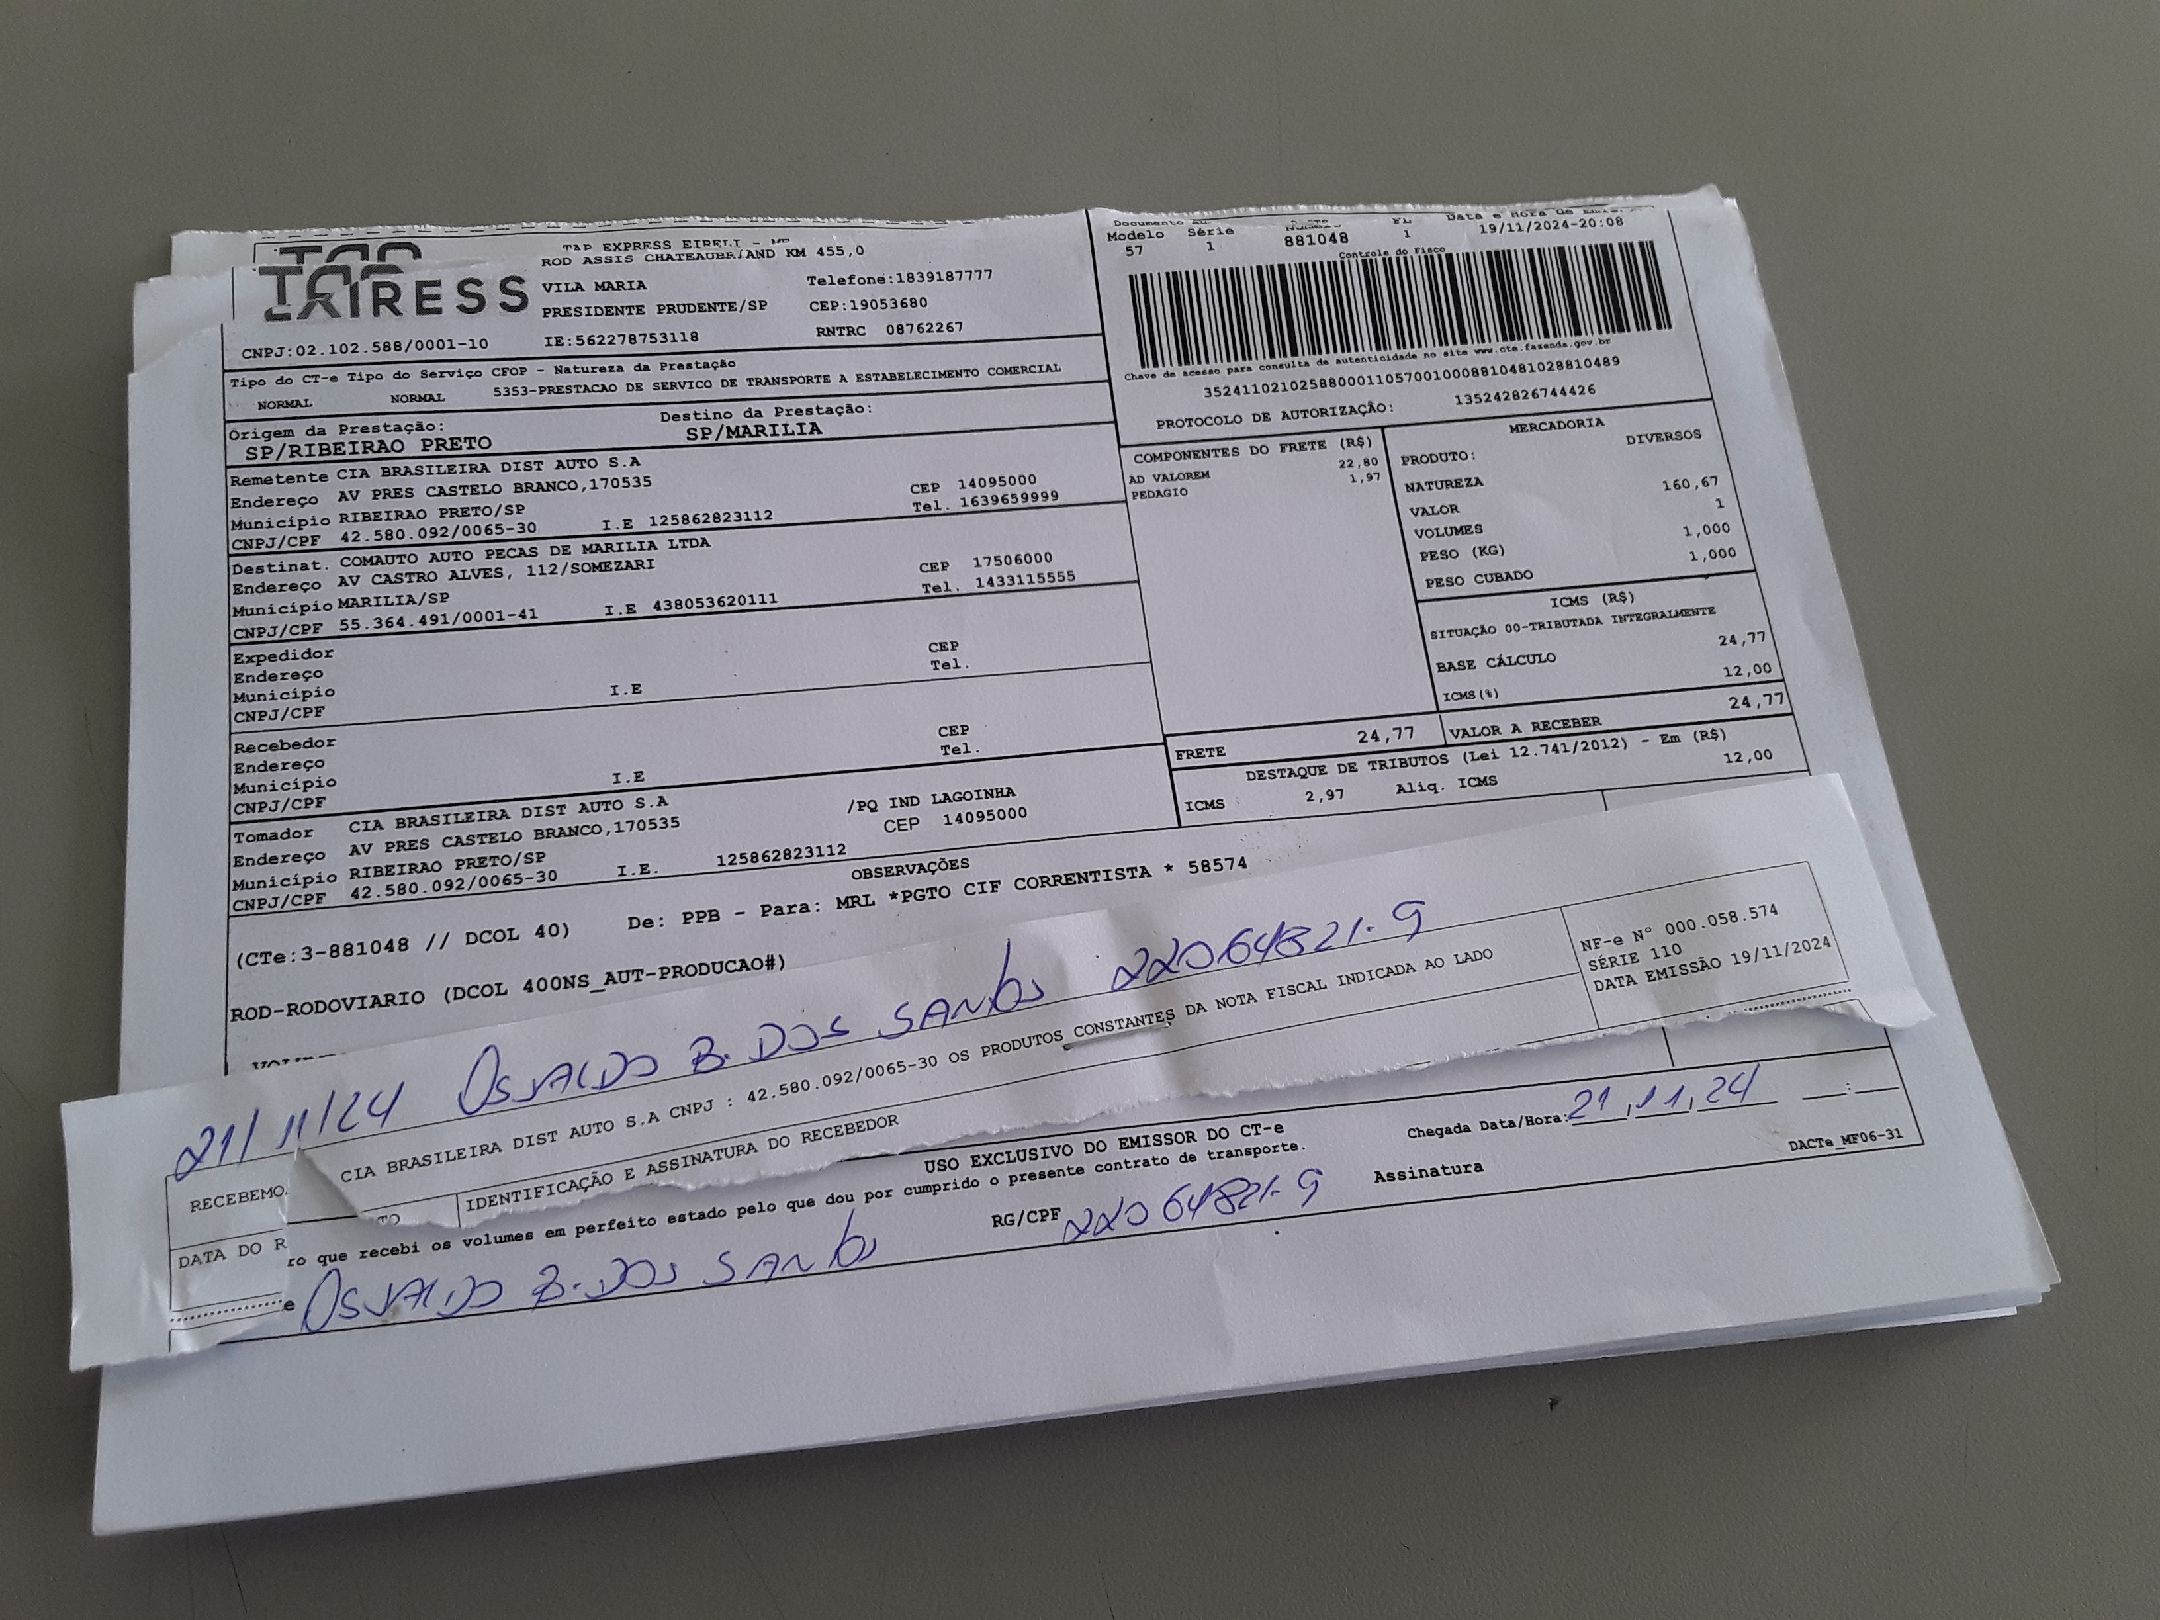 EXPRESS EIRELI
ROD ASSIS CHATEAUBRIAND KM 455,0
VILA MARIA Telefone:1839187777
PRESIDENTE PRUDENTE/SP CEP:19053680
CNPJ:02.102.588/0001-10 IE:562278753118 RNTRC 08762267
Modelo Série FL Data e Hora de
57 1 881048 1 19/11/2024-20:08
Controle do Fisco
Chave de acesso para consulta de autenticidade no site www.cte.fazenda.gov.br
35241102102588000110570010008810481028810489
PROTOCOLO DE AUTORIZAÇÃO: 135242826744426
Tipo do CT-e Tipo do Serviço CFOP - Natureza da Prestação
NORMAL NORMAL 5353-PRESTACAO DE SERVICO DE TRANSPORTE A ESTABELECIMENTO COMERCIAL
Origem da Prestação: Destino da Prestação:
SP/RIBEIRAO PRETO SP/MARILIA
Remetente CIA BRASILEIRA DIST AUTO S.A
Endereço AV PRES CASTELO BRANCO,170535 CEP 14095000
Município RIBEIRAO PRETO/SP Tel. 1639659999
CNPJ/CPF 42.580.092/0065-30 I.E 125862823112
Destinat. COMAUTO AUTO PECAS DE MARILIA LTDA
Endereço AV CASTRO ALVES, 112/SOMEZARI CEP 17506000
Município MARILIA/SP Tel. 1433115555
CNPJ/CPF 55.364.491/0001-41 I.E 438053620111
Expedidor
Endereço CEP
Município Tel.
CNPJ/CPF I.E
Recebedor
Endereço CEP
Município Tel.
CNPJ/CPF I.E
Tomador CIA BRASILEIRA DIST AUTO S.A
Endereço AV PRES CASTELO BRANCO,170535 /PQ IND LAGOINHA
Município RIBEIRAO PRETO/SP CEP 14095000
CNPJ/CPF 42.580.092/0065-30 I.E. 125862823112
COMPONENTES DO FRETE (R$)
AD VALOREM 22,80
PEDAGIO 1,97
MERCADORIA
PRODUTO: DIVERSOS
NATUREZA
VALOR 160,67
VOLUMES 1
PESO (KG) 1,000
PESO CUBADO 1,000
ICMS (R$)
SITUAÇÃO 00-TRIBUTADA INTEGRALMENTE
BASE CÁLCULO 24,77
ICMS(%) 12,00
FRETE 24,77 VALOR A RECEBER 24,77
DESTAQUE DE TRIBUTOS (Lei 12.741/2012) - Em (R$)
ICMS 2,97 Aliq. ICMS 12,00
OBSERVAÇÕES
(CTe:3-881048 // DCOL 40) De: PPB - Para: MRL *PGTO CIF CORRENTISTA * 58574
ROD-RODOVIARIO (DCOL 400NS_AUT-PRODUCAO#)
21/11/24 OSVALDO B. DOS SANTOS 22064821-9
RECEBEMO CIA BRASILEIRA DIST AUTO S.A CNPJ : 42.580.092/0065-30 OS PRODUTOS CONSTANTES DA NOTA FISCAL INDICADA AO LADO
NF-e Nº 000.058.574
SÉRIE 110
DATA EMISSÃO 19/11/2024
DATA DO R TO IDENTIFICAÇÃO E ASSINATURA DO RECEBEDOR
USO EXCLUSIVO DO EMISSOR DO CT-e
ro que recebi os volumes em perfeito estado pelo que dou por cumprido o presente contrato de transporte.
Chegada Data/Hora: 21,11,24 __:__
e OSVALDO B. DOS SANTOS RG/CPF 22064821-9 Assinatura
DACTe_MF06-31